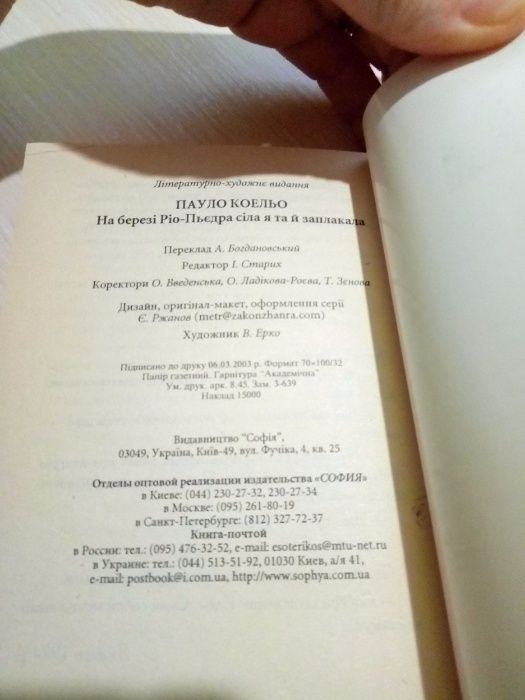 Літературно-художнє видання
ПАУЛО КОЕЛЬО
На березі Ріо-Пьєдра сіла я та й заплакала
Переклад А. Богдановський
Редактор І. Старих
Коректори О. Введенська, О. Ладікова-Роєва, Т. Зенова
Дизайн, оригінал-макет, оформлення серії
Є. Ржанов (metr@zakonzhanra.com)
Художник В. Ерко
Підписано до друку 06.03.2003 р. Формат 70×100/32
Папір газетний. Гарнітура "Академічна"
Ум. друк. арк. 8,45. Зам. 3-639
Наклад 15000
Видавництво "Софія",
03049, Україна, Київ-49, вул. Фучіка, 4, кв. 25
Отделы оптовой реализации издательства «СОФИЯ»
в Киеве: (044) 230-27-32, 230-27-34
в Москве: (095) 261-80-19
в Санкт-Петербурге: (812) 327-72-37
Книга-почтой
в России: тел.: (095) 476-32-52, e-mail: esoterikos@mtu-net.ru
в Украине: тел.: (044) 513-51-92, 01030 Киев, а/я 41,
e-mail: postbook@i.com.ua, http://www.sophya.com.ua